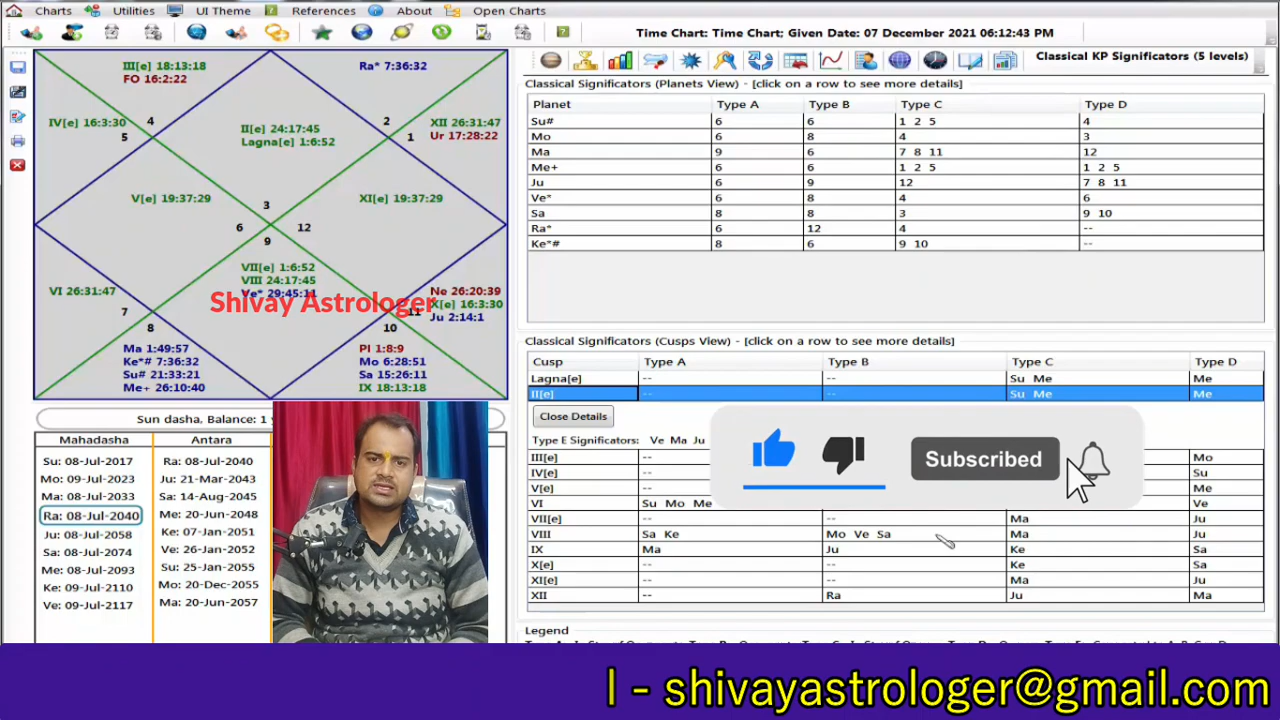 Charts Utilities UI Theme References About Open Charts
Time Chart: Time Chart; Given Date: 07 December 2021 06:12:43 PM
Classical KP Significators (5 levels)
III[e] 18:13:18
FO 16:2:22
Ra* 7:36:32
IV[e] 16:3:30
4
5
II[e] 24:17:45
Lagna[e] 1:6:52
2
1
XII 26:31:47
Ur 17:28:22
V[e] 19:37:29
3
XI[e] 19:37:29
6
12
9
VII[e] 1:6:52
VIII 24:17:45
Ve* 29:45:11
VI 26:31:47
Shivay Astrologer
Ne 26:20:39
X[e] 16:3:30
Ju 2:14:1
7
8
11
10
Ma 1:49:57
Ke*# 7:36:32
Su# 21:33:21
Me+ 26:10:40
Pl 1:8:9
Mo 6:28:51
Sa 15:26:11
IX 18:13:18
Sun dasha, Balance: 1
Mahadasha Antara
Su: 08-Jul-2017 Ra: 08-Jul-2040
Mo: 09-Jul-2023 Ju: 21-Mar-2043
Ma: 08-Jul-2033 Sa: 14-Aug-2045
Ra: 08-Jul-2040 Me: 20-Jun-2048
Ju: 08-Jul-2058 Ke: 07-Jan-2051
Sa: 08-Jul-2074 Ve: 26-Jan-2052
Me: 08-Jul-2093 Su: 25-Jan-2055
Ke: 09-Jul-2110 Mo: 20-Dec-2055
Ve: 09-Jul-2117 Ma: 20-Jun-2057
Classical Significators (Planets View) - [click on a row to see more details]
Planet Type A Type B Type C Type D
Su# 6 6 1 2 5 4
Mo 6 8 4 3
Ma 9 6 7 8 11 12
Me+ 6 6 1 2 5 1 2 5
Ju 6 9 12 7 8 11
Ve* 6 8 4 6
Sa 8 8 3 9 10
Ra* 6 12 4 --
Ke*# 8 6 9 10 --
Classical Significators (Cusps View) - [click on a row to see more details]
Cusp Type A Type B Type C Type D
Lagna[e] -- -- Su Me Me
II[e] -- -- Su Me Me
Close Details
Type E Significators: Ve Ma Ju
III[e] Mo
IV[e] Su
V[e] Me
VI Su Mo Me Ve
VII[e] -- -- Ma Ju
VIII Sa Ke Mo Ve Sa Ma Ju
IX Ma Ju Ke Sa
X[e] -- -- Ke Sa
XI[e] -- -- Ma Ju
XII -- Ra Ju Ma
Legend
Subscribed
l - shivayastrologer@gmail.com